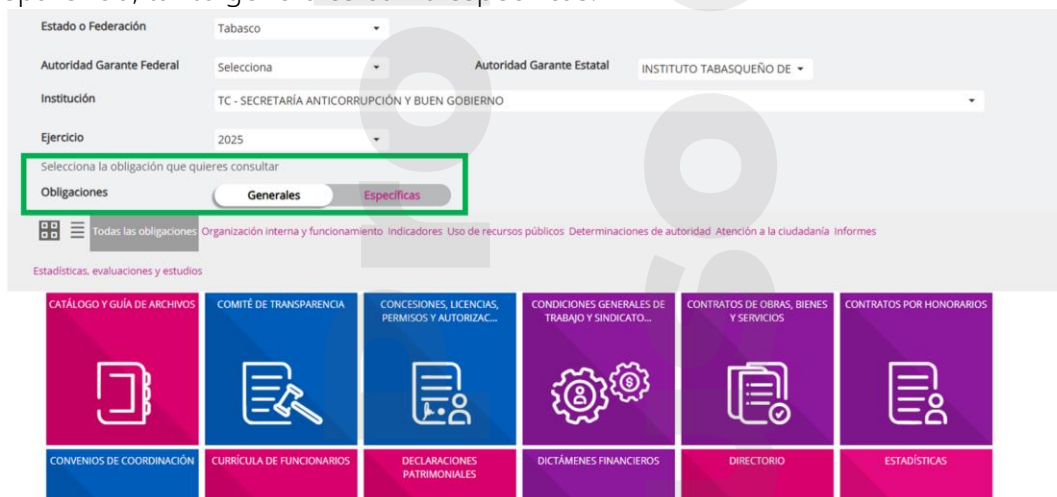 Estado o Federación Tabasco
Autoridad Garante Federal Selecciona Autoridad Garante Estatal INSTITUTO TABASQUEÑO DE
Institución TC - SECRETARÍA ANTICORRUPCIÓN Y BUEN GOBIERNO
Ejercicio 2025
Selecciona la obligación que quieres consultar
Obligaciones Generales Específicas
Todas las obligaciones Organización interna y funcionamiento Indicadores Uso de recursos públicos Determinaciones de autoridad Atención a la ciudadanía Informes
Estadísticas, evaluaciones y estudios
CATÁLOGO Y GUÍA DE ARCHIVOS
COMITÉ DE TRANSPARENCIA
CONCESIONES, LICENCIAS,
PERMISOS Y AUTORIZAC...
CONDICIONES GENERALES DE
TRABAJO Y SINDICATO...
CONTRATOS DE OBRAS, BIENES
Y SERVICIOS
CONTRATOS POR HONORARIOS
CONVENIOS DE COORDINACIÓN
CURRÍCULA DE FUNCIONARIOS
DECLARACIONES
PATRIMONIALES
DICTÁMENES FINANCIEROS
DIRECTORIO
ESTADÍSTICAS